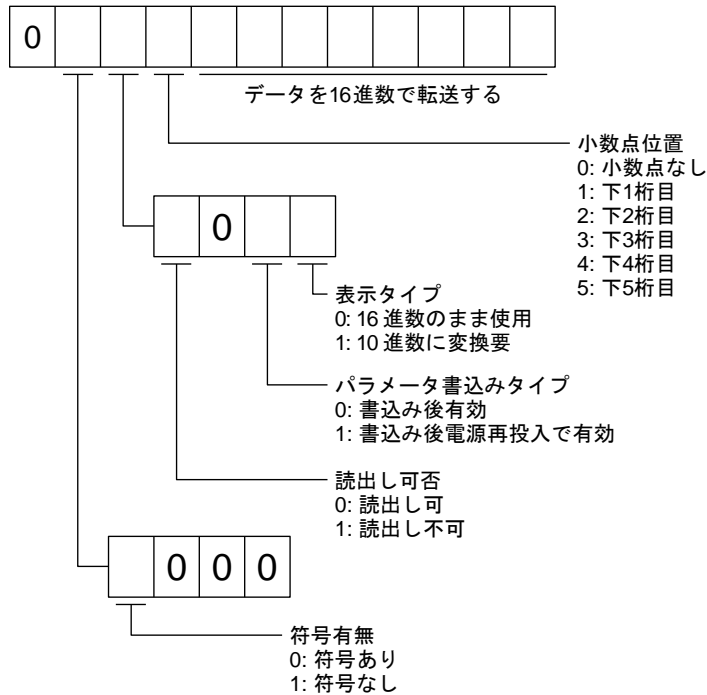 0
データを16進数で転送する
小数点位置
0: 小数点なし
1: 下1桁目
2: 下2桁目
3: 下3桁目
4: 下4桁目
5: 下5桁目
0
表示タイプ
0: 16進数のまま使用
1: 10進数に変換要
パラメータ書込みタイプ
0: 書込み後有効
1: 書込み後電源再投入で有効
読出し可否
0: 読出し可
1: 読出し不可
0 0 0
符号有無
0: 符号あり
1: 符号なし